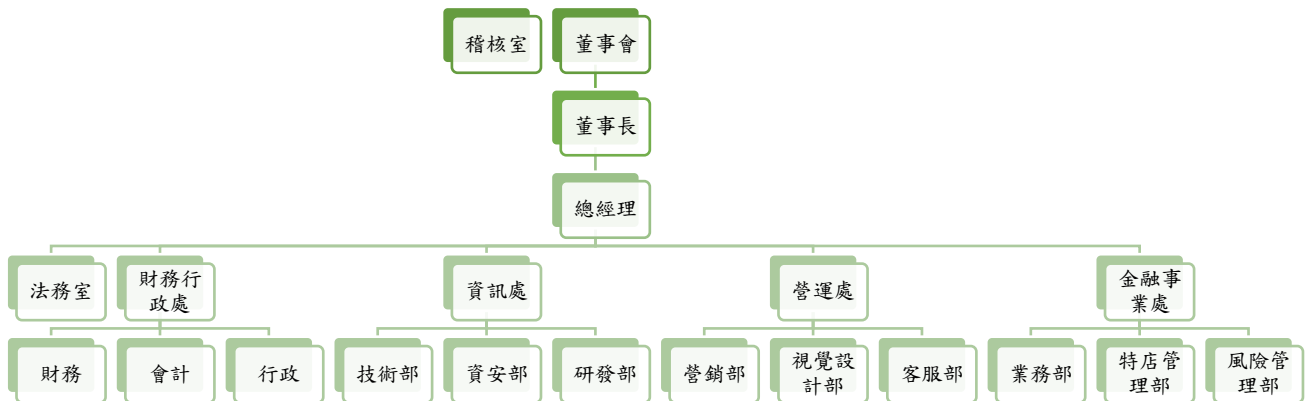 稽核室
董事會
董事長
總經理
法務室
財務行
政處
資訊處
營運處
金融事
業處
財務
會計
行政
技術部
資安部
研發部
營銷部
視覺設
計部
客服部
業務部
特店管
理部
風險管
理部